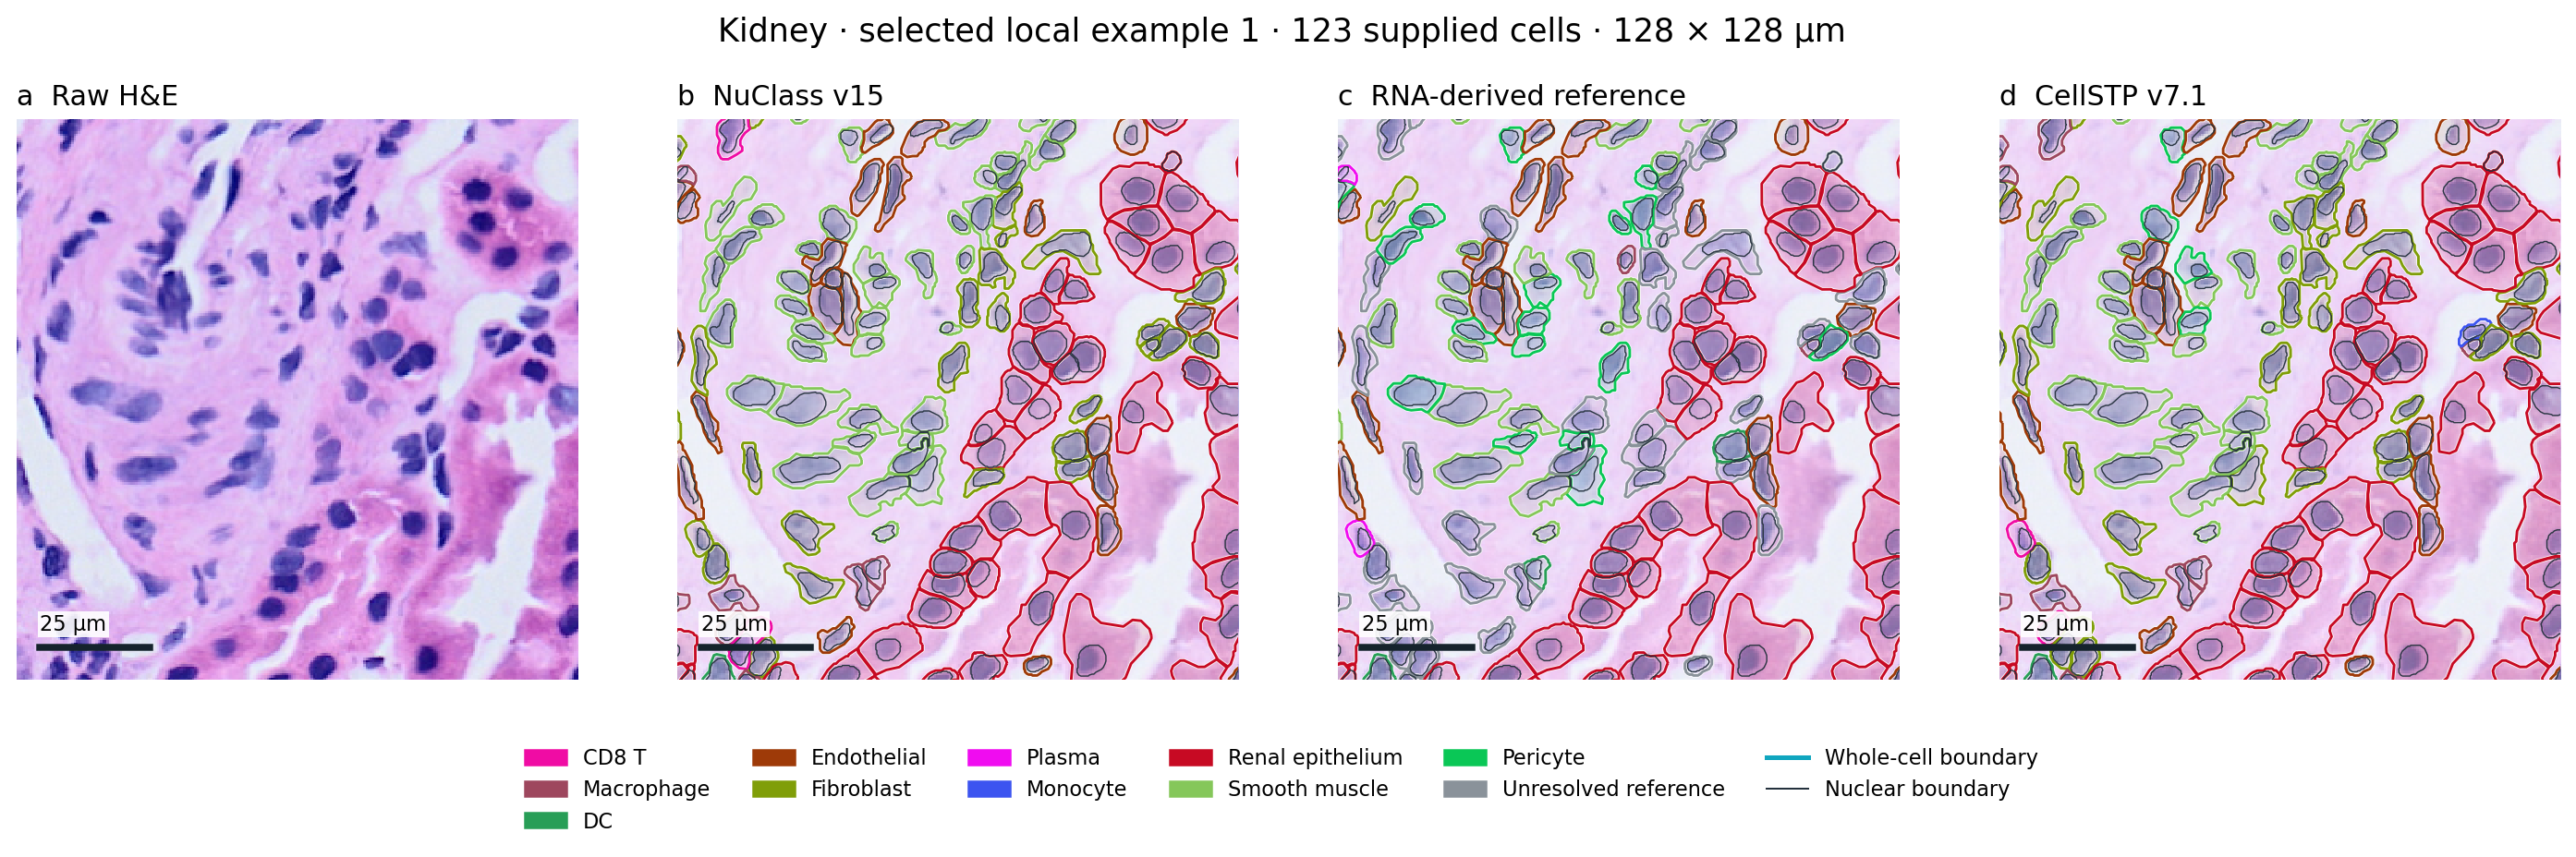 Kidney · selected local example 1 · 123 supplied cells · 128 × 128 µm
a Raw H&E
b NuClass v15
c RNA-derived reference
d CellSTP v7.1
25 µm
25 µm
25 µm
25 µm
CD8 T
Macrophage
DC
Endothelial
Fibroblast
Plasma
Monocyte
Renal epithelium
Smooth muscle
Pericyte
Unresolved reference
Whole-cell boundary
Nuclear boundary